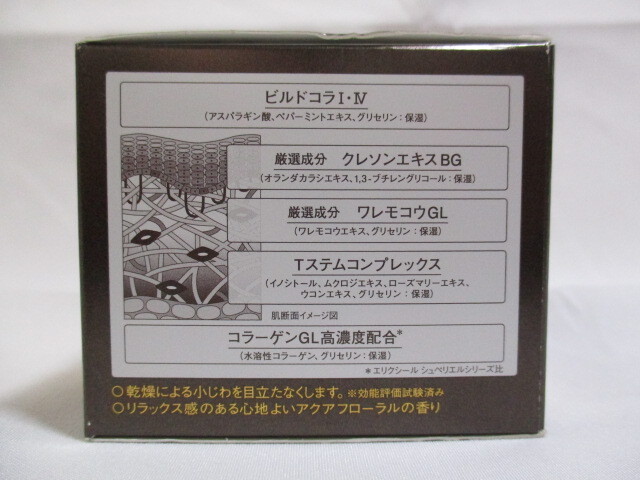 ビルドコラⅠ・Ⅳ
(アスパラギン酸、ペパーミントエキス、グリセリン：保湿)
厳選成分 クレソンエキスBG
(オランダカラシエキス、1,3-ブチレングリコール：保湿)
厳選成分 ワレモコウGL
(ワレモコウエキス、グリセリン：保湿)
Tステムコンプレックス
(イノシトール、ムクロジエキス、ローズマリーエキス、
ウコンエキス、グリセリン：保湿)
肌断面イメージ図
コラーゲンGL高濃度配合*
(水溶性コラーゲン、グリセリン：保湿)
*エリクシール シュペリエルシリーズ比
○乾燥による小じわを目立たなくします。※効能評価試験済み
○リラックス感のある心地よいアクアフローラルの香り